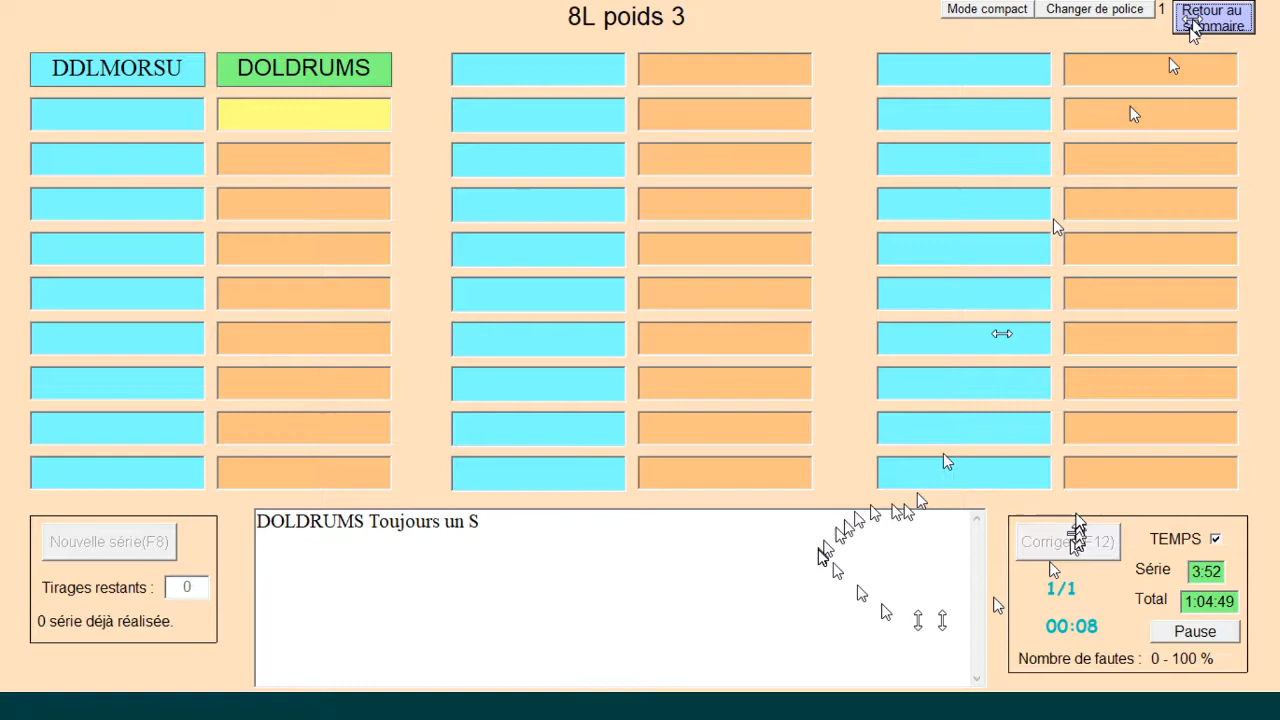 8L poids 3
Mode compact
Changer de police
1
Retour au
sommaire
DDLMORSU
DOLDRUMS
DOLDRUMS Toujours un S
Nouvelle série(F8)
Tirages restants :
0
0 série déjà réalisée.
TEMPS
Série
3:52
1/1
Total
1:04:49
00:08
Pause
Nombre de fautes :
0 - 100 %